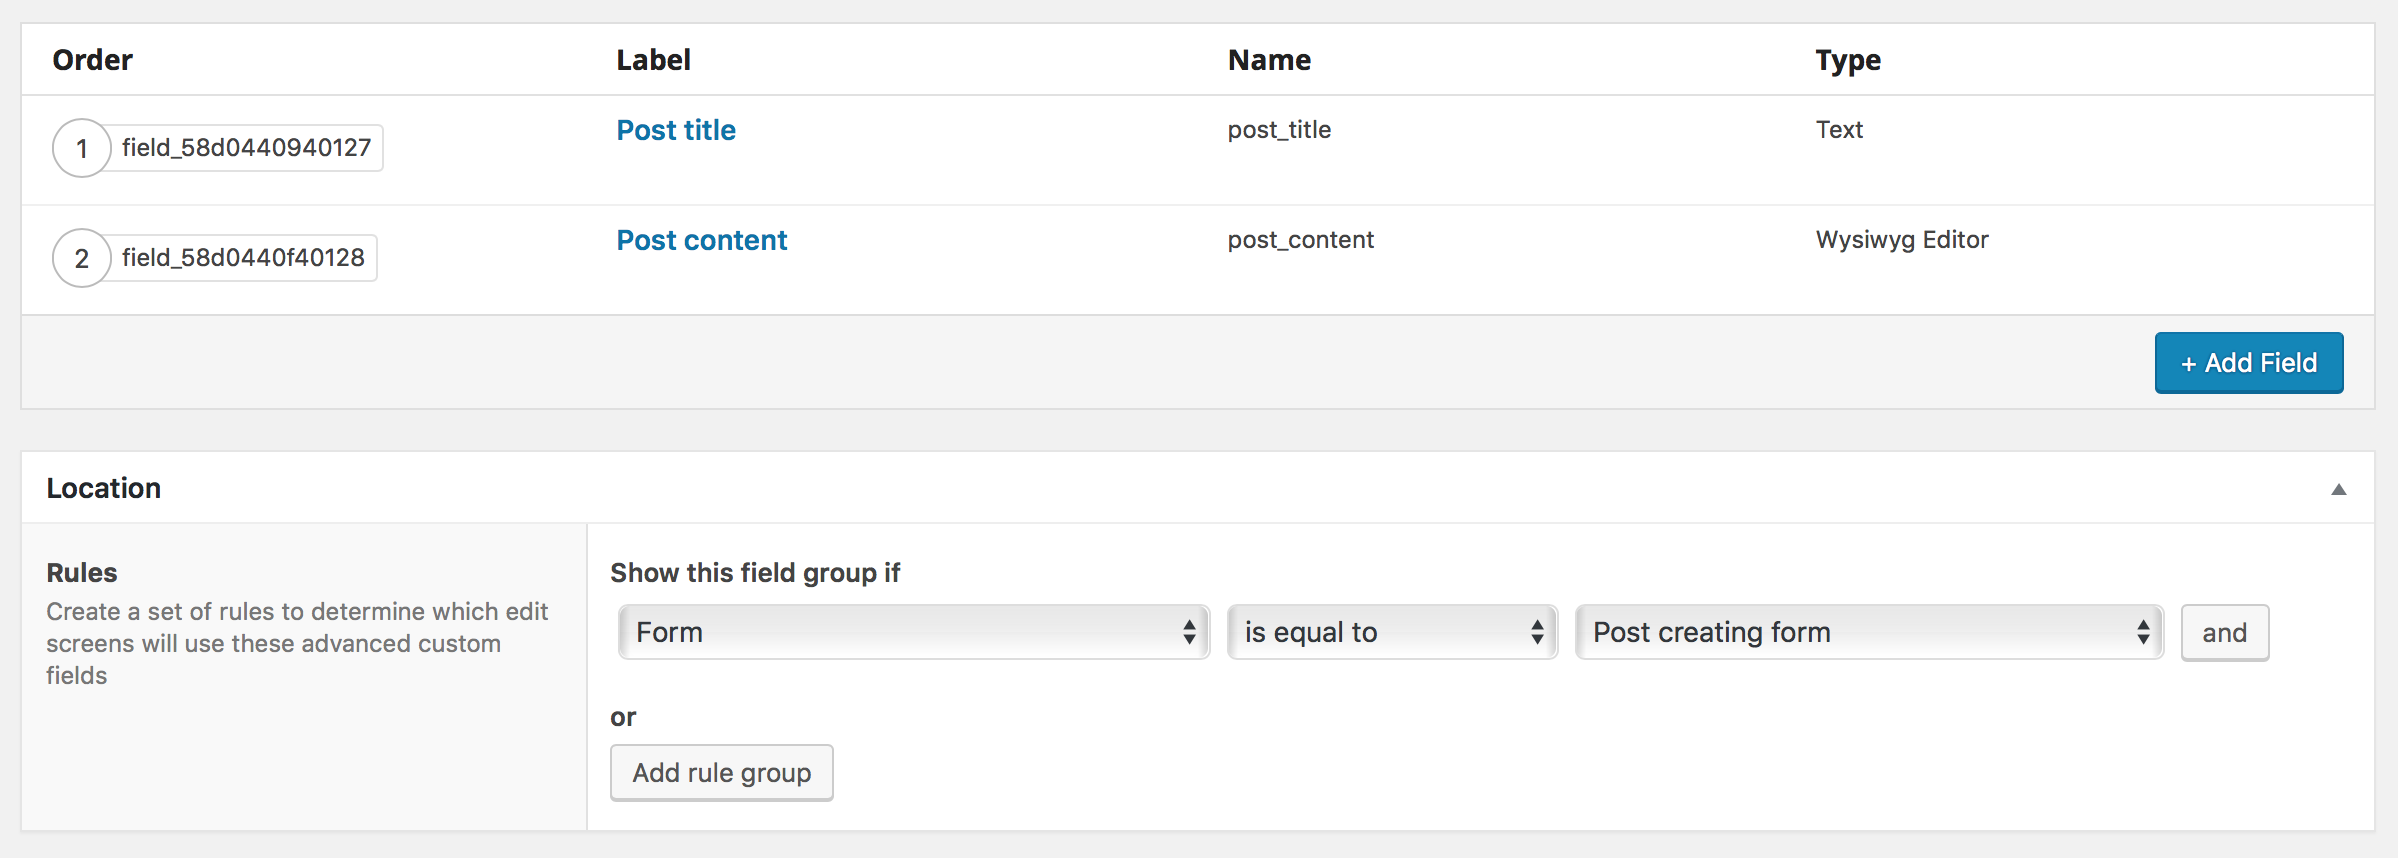 Order Label Name Type
1 field_58d0440940127 Post title post_title Text
2 field_58d0440f40128 Post content post_content Wysiwyg Editor
+ Add Field
Location
Rules
Create a set of rules to determine which edit
screens will use these advanced custom
fields
Show this field group if
Form is equal to Post creating form and
or
Add rule group